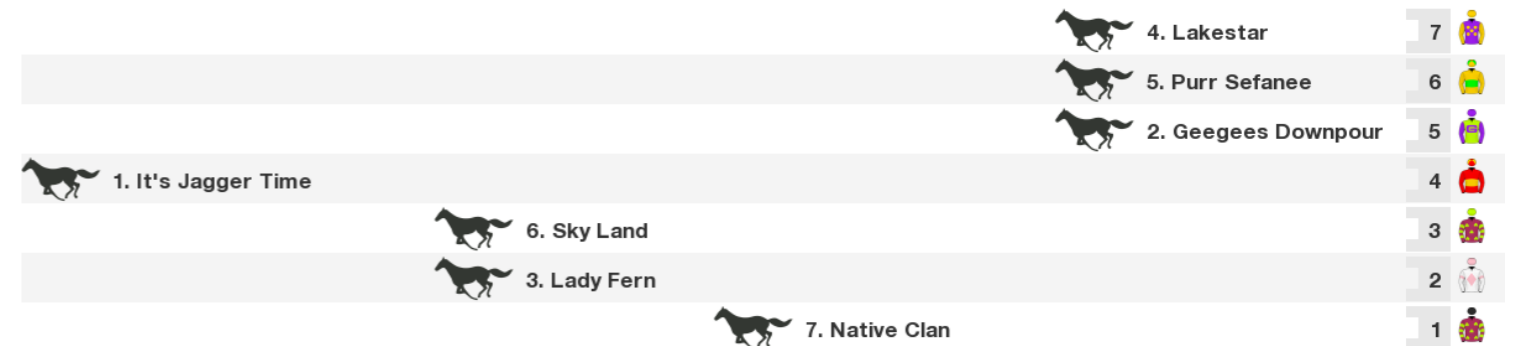 4. Lakestar 7
5. Purr Sefanee 6
2. Geegees Downpour 5 G
1. It's Jagger Time 4
6. Sky Land 3
3. Lady Fern 2
7. Native Clan 1